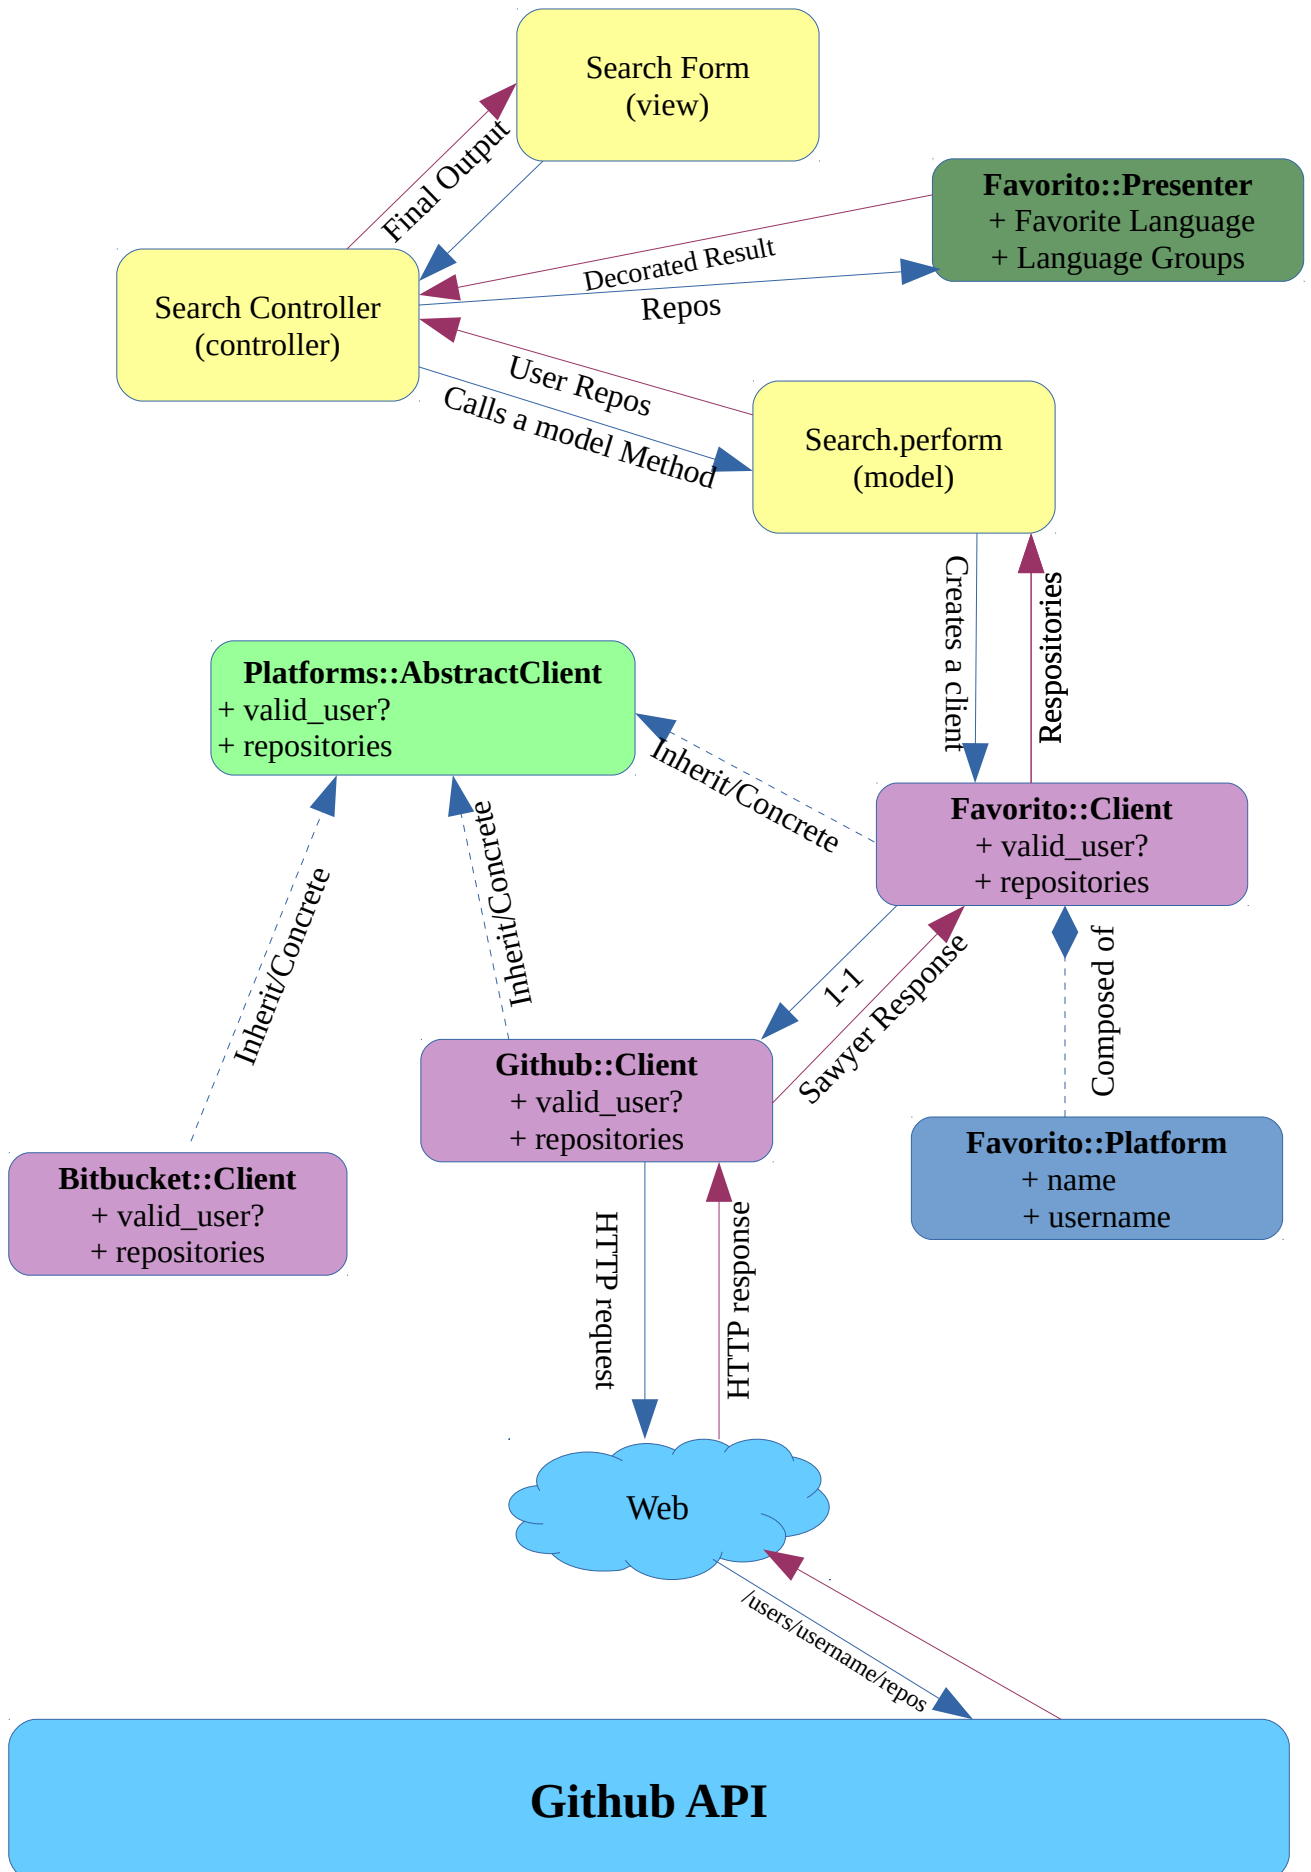 Search Form
(view)
Final Output
Favorito::Presenter
+ Favorite Language
+ Language Groups
Decorated Result
Repos
Search Controller
(controller)
User Repos
Calls a model Method
Search.perform
(model)
Creates a client
Respositories
Platforms::AbstractClient
+ valid_user?
+ repositories
Inherit/Concrete
Favorito::Client
+ valid_user?
+ repositories
Inherit/Concrete
Inherit/Concrete
1-1
Sawyer Response
Composed of
Github::Client
+ valid_user?
+ repositories
Favorito::Platform
+ name
+ username
Bitbucket::Client
+ valid_user?
+ repositories
HTTP request
HTTP response
Web
/users/username/repos
Github API